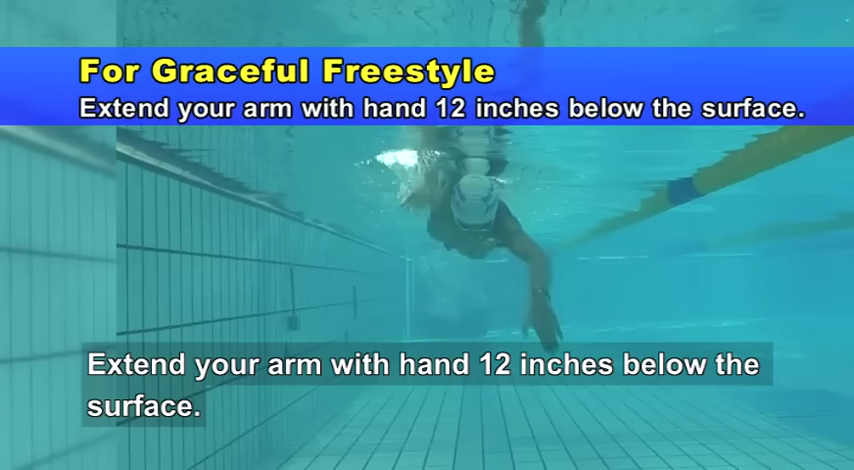 For Graceful Freestyle
Extend your arm with hand 12 inches below the surface.
Extend your arm with hand 12 inches below the
surface.